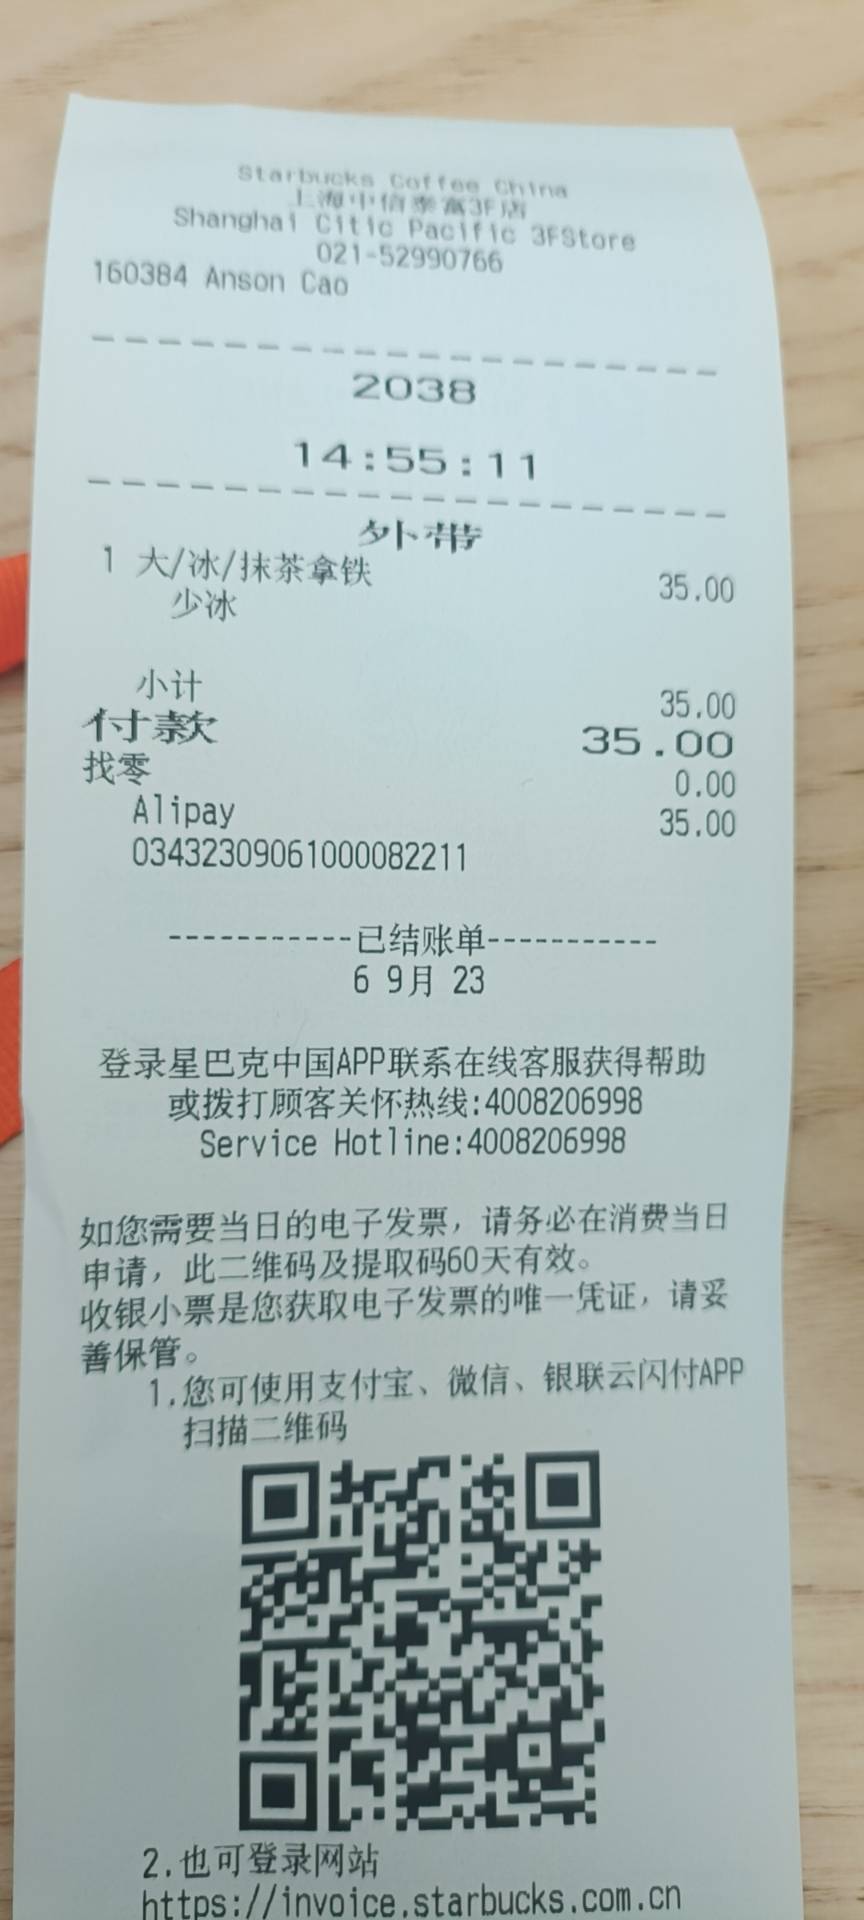 Starbucks Coffee China
上海中信泰富3F店
Shanghai Citic Pacific 3FStore
021-52990766
160384 Anson Cao
2038
14:55:11
外带
1 大/冰/抹茶拿铁 35.00
少冰
小计 35.00
付款 35.00
找零 0.00
Alipay 35.00
03432309061000082211
-----------已结账单-----------
6 9月 23
登录星巴克中国APP联系在线客服获得帮助
或拨打顾客关怀热线:4008206998
Service Hotline:4008206998
如您需要当日的电子发票，请务必在消费当日
申请，此二维码及提取码60天有效。
收银小票是您获取电子发票的唯一凭证，请妥
善保管。
1.您可使用支付宝、微信、银联云闪付APP
扫描二维码
2.也可登录网站
https://invoice.starbucks.com.cn